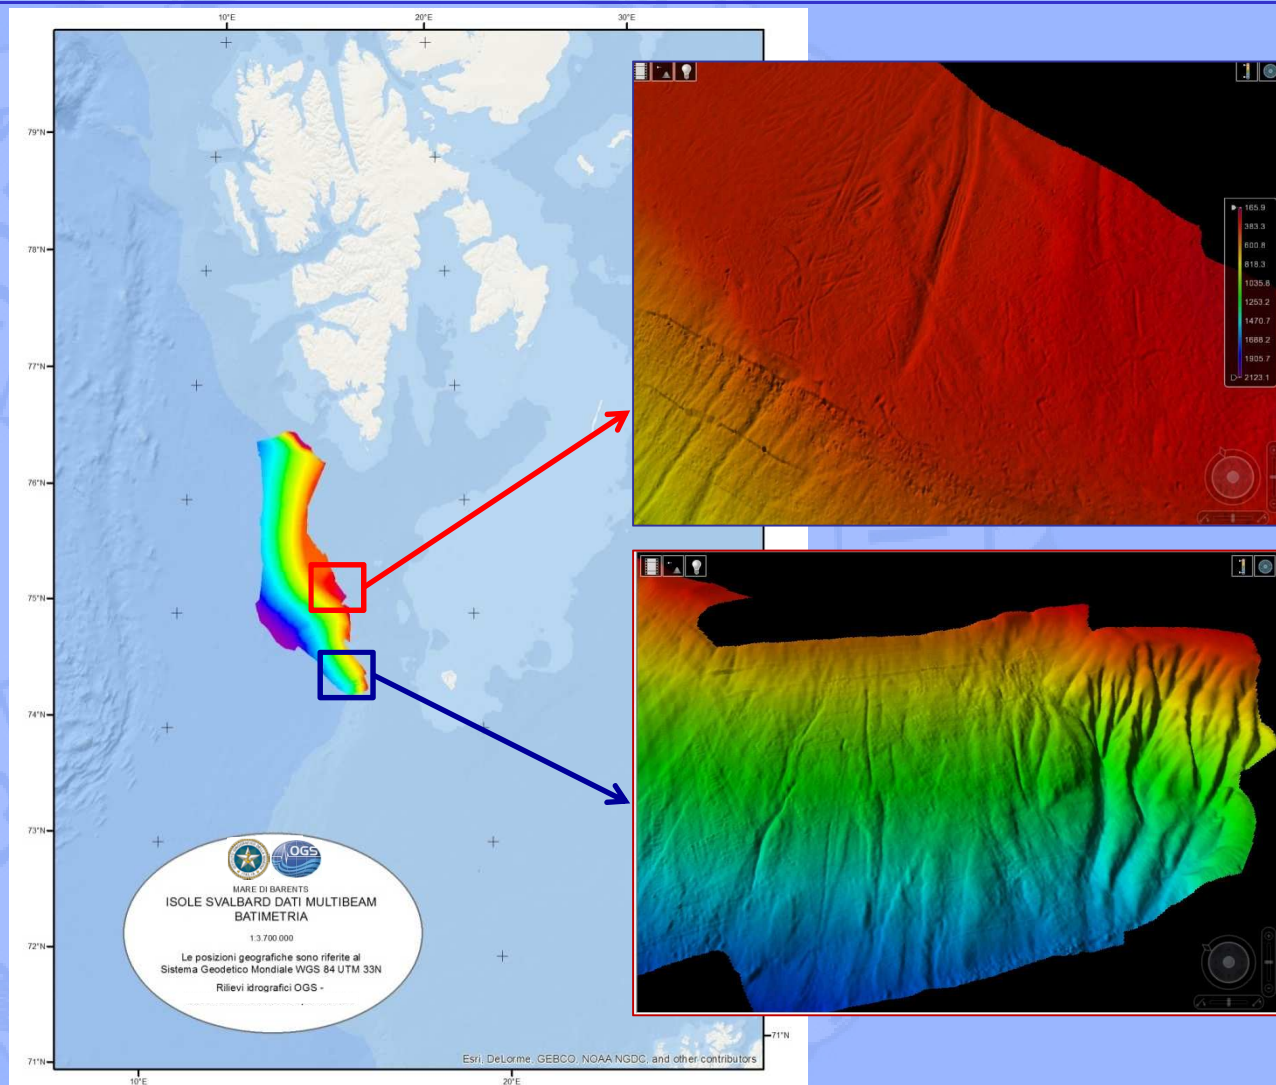 10°E
20°E
30°E
79°N
78°N
77°N
76°N
75°N
74°N
73°N
72°N
71°N
71°N
10°E
20°E
OGS
MARE DI BARENTS
ISOLE SVALBARD DATI MULTIBEAM
BATIMETRIA
1:3.700.000
Le posizioni geografiche sono riferite al
Sistema Geodetico Mondiale WGS 84 UTM 33N
Rilievi idrografici OGS -
Esri, DeLorme, GEBCO, NOAA NGDC, and other contributors
165.9
383.3
600.8
818.3
1035.8
1253.2
1470.7
1688.2
1905.7
2123.1